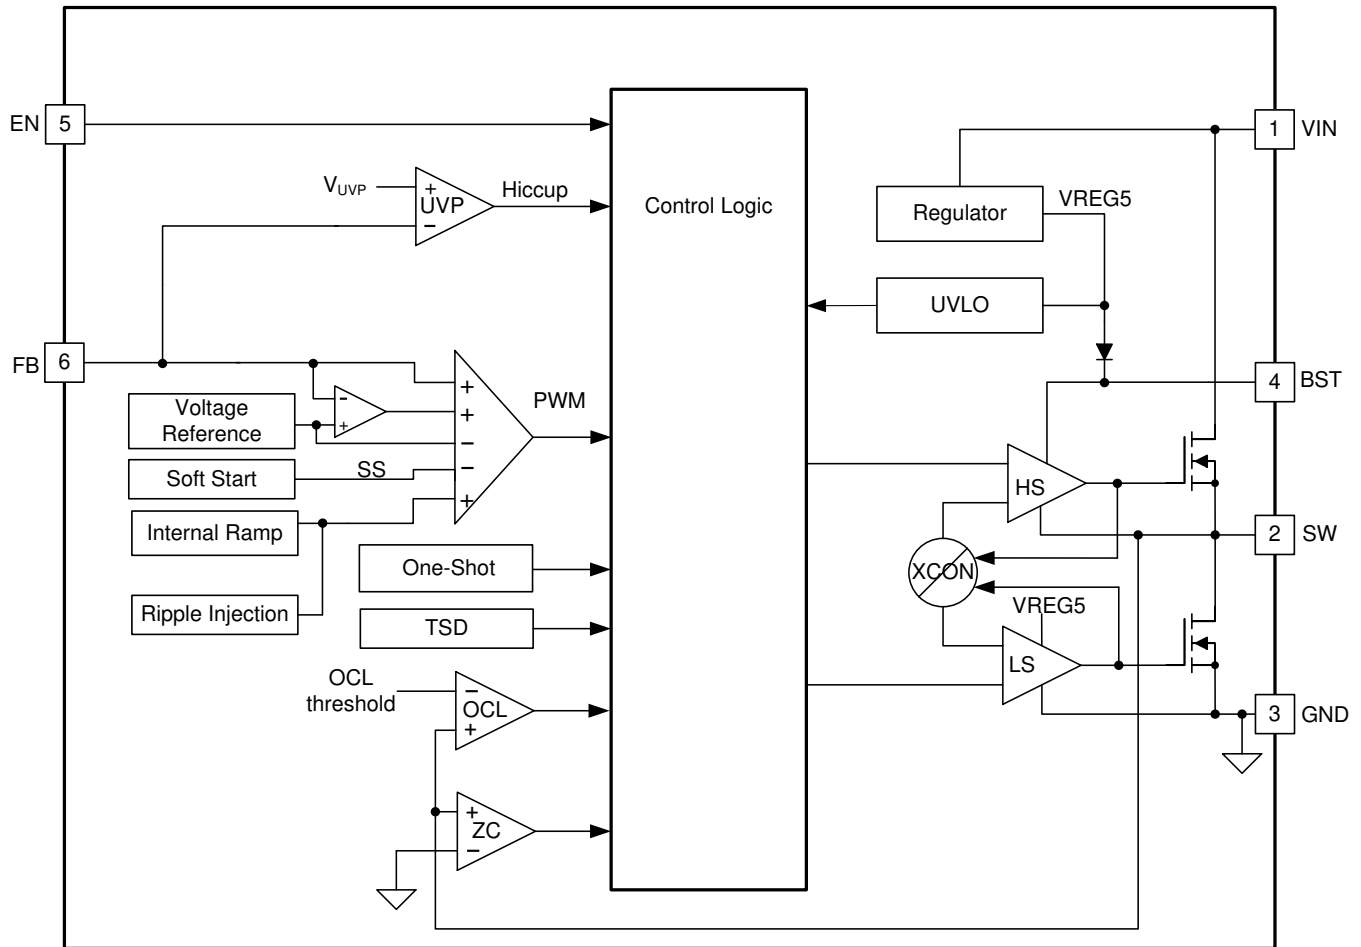 EN 5
1 VIN
VUVP
+
UVP
−
Hiccup
Control Logic
Regulator
VREG5
UVLO
FB 6
4 BST
Voltage
Reference
-
+
+
+
−
−
+
PWM
Soft Start
SS
Internal Ramp
HS
2 SW
One-Shot
XCON
Ripple Injection
TSD
VREG5
LS
OCL
threshold
−
OCL
+
3 GND
+
ZC
−